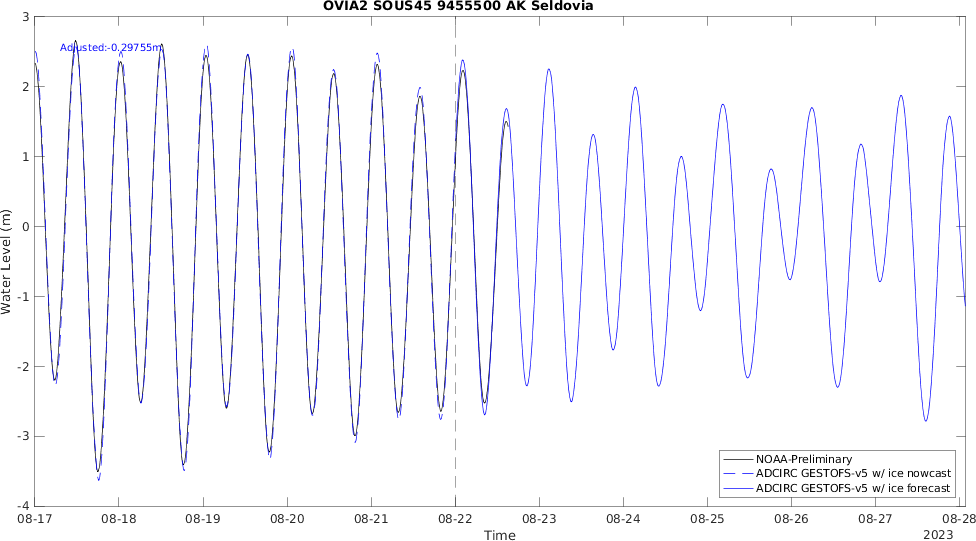 OVIA2 SOUS45 9455500 AK Seldovia
Adjusted:-0.29755m
3
2
1
0
-1
-2
-3
-4
Water Level (m)
NOAA-Preliminary
ADCIRC GESTOFS-v5 w/ ice nowcast
ADCIRC GESTOFS-v5 w/ ice forecast
08-17 08-18 08-19 08-20 08-21 08-22 08-23 08-24 08-25 08-26 08-27 08-28
Time
2023